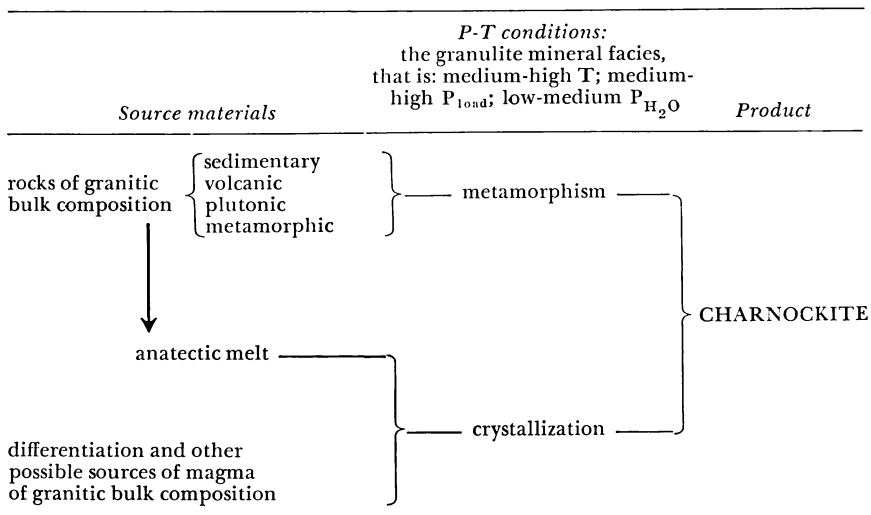 P-T conditions:
the granulite mineral facies,
that is: medium-high T; medium-
high Pload; low-medium PH2O
Source materials
Product
rocks of granitic
bulk composition
sedimentary
volcanic
plutonic
metamorphic
metamorphism
CHARNOCKITE
anatectic melt
crystallization
differentiation and other
possible sources of magma
of granitic bulk composition